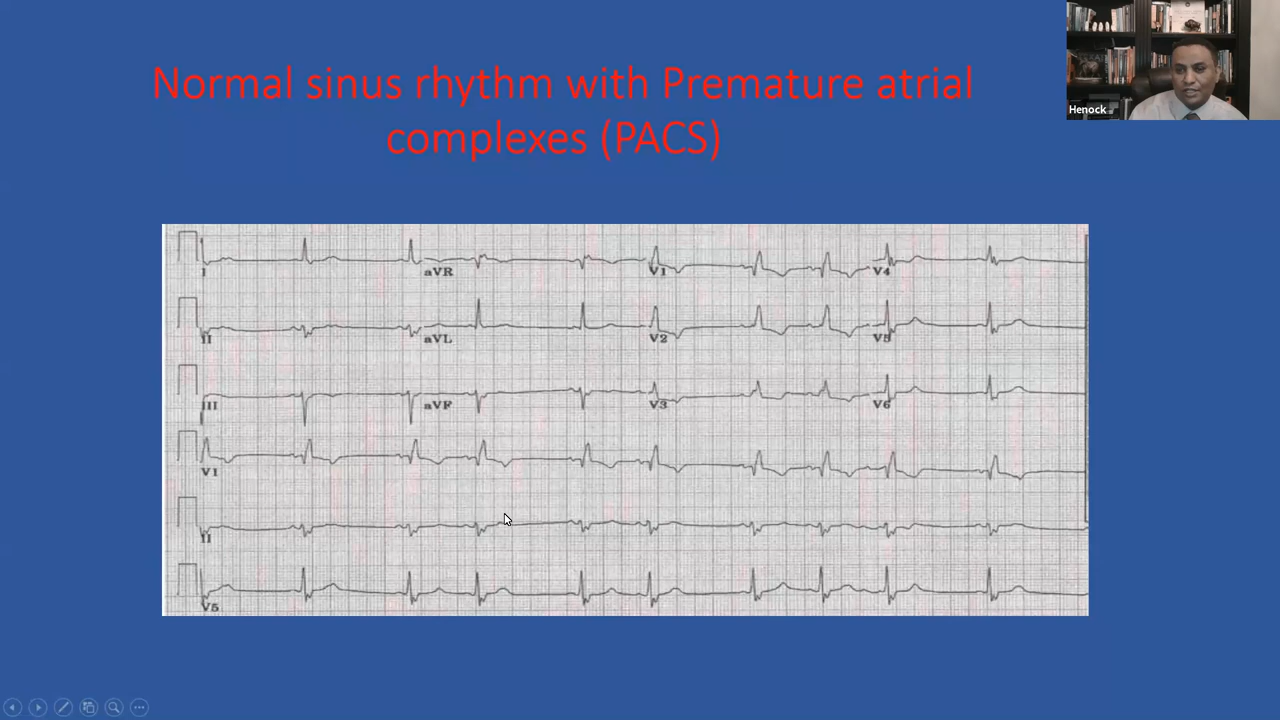 Normal sinus rhythm with Premature atrial
complexes (PACS)
Henock
I aVR V1 V4
II aVL V2 V5
III aVF V3 V6
V1
II
V5